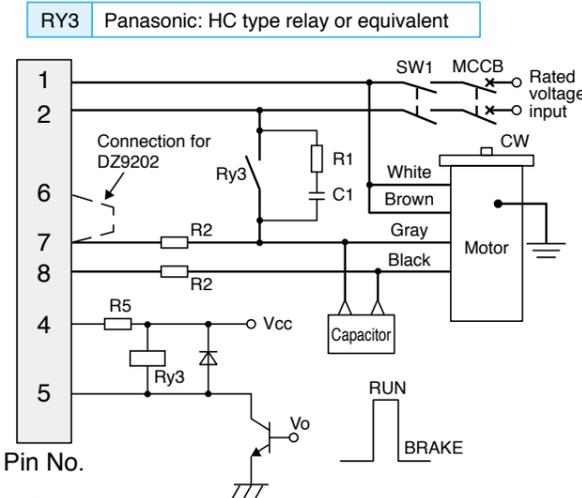 RY3 Panasonic: HC type relay or equivalent
1
2
6
7
8
4
5
Pin No.
Connection for
DZ9202
Ry3
R1
C1
R2
R2
R5
Ry3
Vcc
Vo
SW1
MCCB
Rated
voltage
input
CW
White
Brown
Gray
Black
Motor
Capacitor
RUN
BRAKE